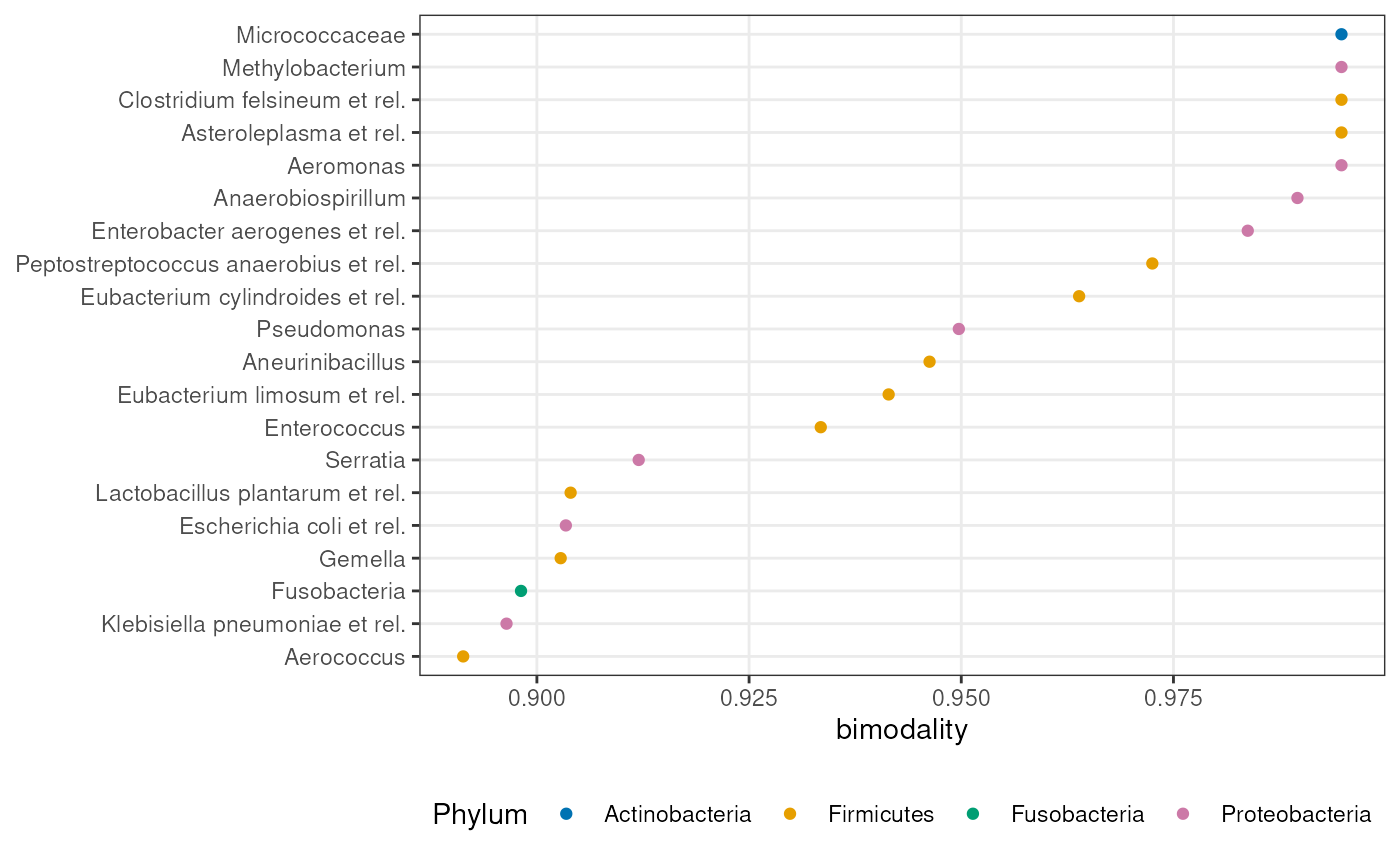 Micrococcaceae
Methylobacterium
Clostridium felsineum et rel.
Asteroleplasma et rel.
Aeromonas
Anaerobiospirillum
Enterobacter aerogenes et rel.
Peptostreptococcus anaerobius et rel.
Eubacterium cylindroides et rel.
Pseudomonas
Aneurinibacillus
Eubacterium limosum et rel.
Enterococcus
Serratia
Lactobacillus plantarum et rel.
Escherichia coli et rel.
Gemella
Fusobacteria
Klebisiella pneumoniae et rel.
Aerococcus
0.900 0.925 0.950 0.975
bimodality
Phylum Actinobacteria Firmicutes Fusobacteria Proteobacteria